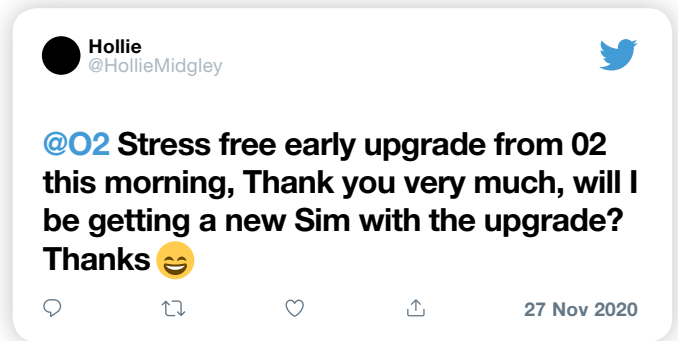 Hollie
@HollieMidgley
@O2 Stress free early upgrade from 02
this morning, Thank you very much, will I
be getting a new Sim with the upgrade?
Thanks 😄
27 Nov 2020